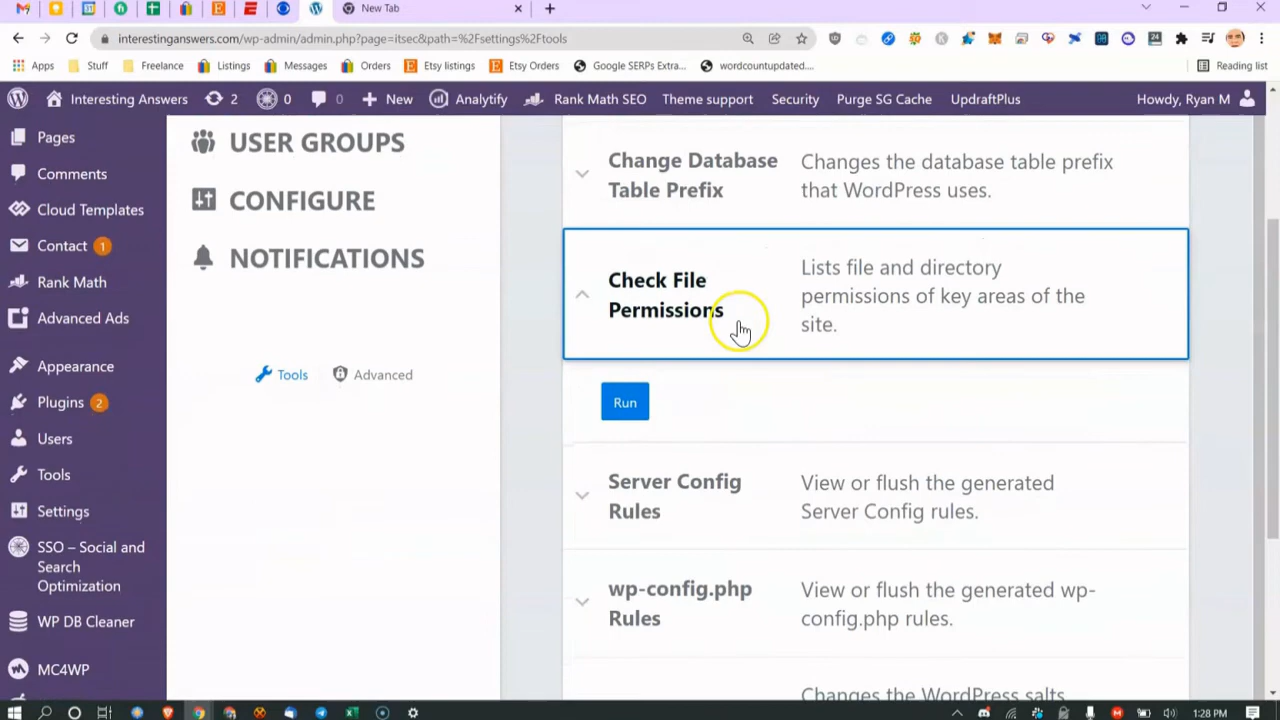 New Tab
interestinganswers.com/wp-admin/admin.php?page=itsec&path=%2Fsettings%2Ftools
Apps Stuff Freelance Listings Messages Orders Etsy listings Etsy Orders Google SERPs Extra... wordcountupdated.... Reading list
Interesting Answers 2 0 0 New Analytify Rank Math SEO Theme support Security Purge SG Cache UpdraftPlus Howdy, Ryan M
Pages
Comments
Cloud Templates
Contact 1
Rank Math
Advanced Ads
Appearance
Plugins 2
Users
Tools
Settings
SSO – Social and
Search
Optimization
WP DB Cleaner
MC4WP
USER GROUPS
CONFIGURE
NOTIFICATIONS
Tools Advanced
Change Database
Table Prefix
Changes the database table prefix
that WordPress uses.
Check File
Permissions
Lists file and directory
permissions of key areas of the
site.
Run
Server Config
Rules
View or flush the generated
Server Config rules.
wp-config.php
Rules
View or flush the generated wp-
config.php rules.
Changes the WordPress salts
1:28 PM